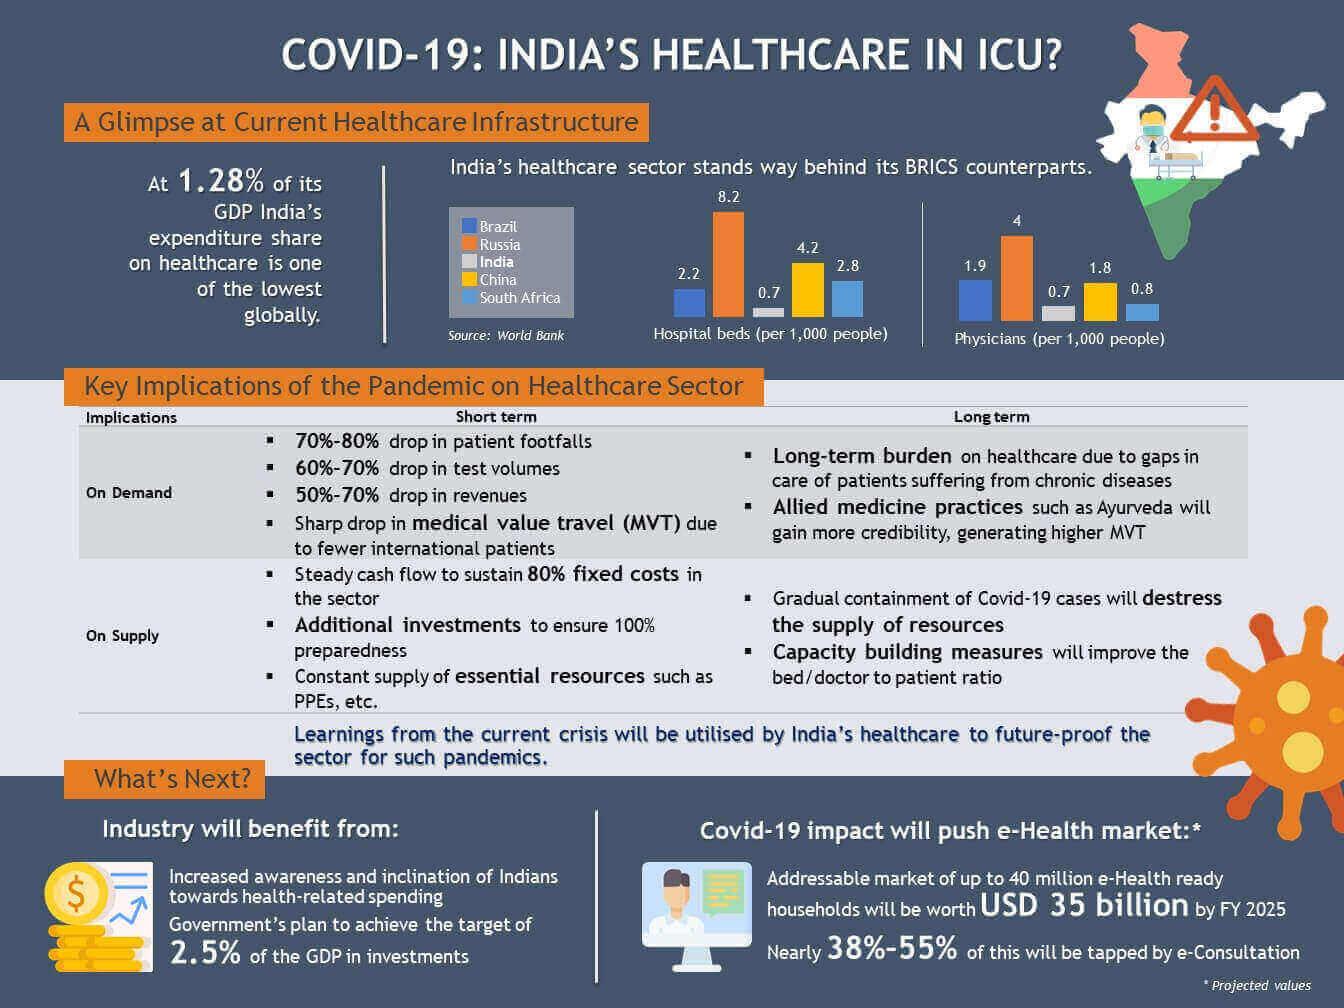 COVID-19: INDIA'S HEALTHCARE IN ICU?
A Glimpse at Current Healthcare Infrastructure
At 1.28% of its
GDP India's
expenditure share
on healthcare is one
of the lowest
globally.
India's healthcare sector stands way behind its BRICS counterparts.
Brazil
Russia
India
China
South Africa
Source: World Bank
2.2
8.2
0.7
4.2
2.8
Hospital beds (per 1,000 people)
1.9
4
0.7
1.8
0.8
Physicians (per 1,000 people)
Key Implications of the Pandemic on Healthcare Sector
Implications
Short term
Long term
On Demand
▪ 70%-80% drop in patient footfalls
▪ 60%-70% drop in test volumes
▪ 50%-70% drop in revenues
▪ Sharp drop in medical value travel (MVT) due
to fewer international patients
▪ Long-term burden on healthcare due to gaps in
care of patients suffering from chronic diseases
▪ Allied medicine practices such as Ayurveda will
gain more credibility, generating higher MVT
On Supply
▪ Steady cash flow to sustain 80% fixed costs in
the sector
▪ Additional investments to ensure 100%
preparedness
▪ Constant supply of essential resources such as
PPEs, etc.
▪ Gradual containment of Covid-19 cases will destress
the supply of resources
▪ Capacity building measures will improve the
bed/doctor to patient ratio
Learnings from the current crisis will be utilised by India's healthcare to future-proof the
sector for such pandemics.
What's Next?
Industry will benefit from:
Increased awareness and inclination of Indians
towards health-related spending
Government's plan to achieve the target of
2.5% of the GDP in investments
Covid-19 impact will push e-Health market:*
Addressable market of up to 40 million e-Health ready
households will be worth USD 35 billion by FY 2025
Nearly 38%-55% of this will be tapped by e-Consultation
* Projected values